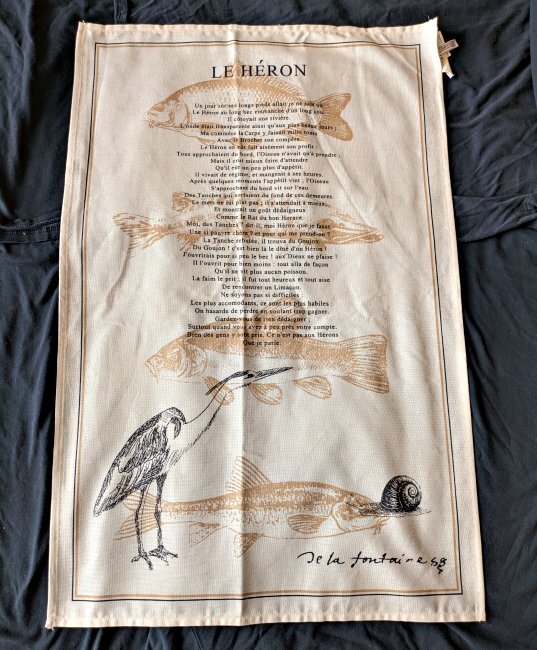 LE HÉRON
Un jour sur ses longs pieds allait je ne sais où
Le Héron au long bec emmanché d'un long cou.
Il côtoyait une rivière.
L'onde était transparente ainsi qu'aux plus beaux jours ;
Ma commère la Carpe y faisait mille tours
Avec le Brochet son compère.
Le Héron en eût fait aisément son profit :
Tous approchaient du bord, l'Oiseau n'avait qu'à prendre ;
Mais il crut mieux faire d'attendre
Qu'il eût un peu plus d'appétit.
Il vivait de régime, et mangeait à ses heures.
Après quelques moments l'appétit vint ; l'Oiseau
S'approchant du bord vit sur l'eau
Des Tanches qui sortaient du fond de ces demeures.
Le mets ne lui plut pas ; il s'attendait à mieux,
Et montrait un goût dédaigneux
Comme le Rat du bon Horace.
Moi, des Tanches ? dit-il, moi Héron que je fasse
Une si pauvre chère ? et pour qui me prend-on ?
La Tanche rebutée, il trouva du Goujon.
Du Goujon ! c'est bien là le dîné d'un Héron !
J'ouvrirais pour si peu le bec ! aux Dieux ne plaise !
Il l'ouvrit pour bien moins : tout alla de façon
Qu'il ne vit plus aucun poisson.
La faim le prit ; il fut tout heureux et tout aise
De rencontrer un Limaçon.
Ne soyons pas si difficiles :
Les plus accomodants, ce sont les plus habiles :
On hasarde de perdre en voulant trop gagner.
Gardez-vous de rien dédaigner ;
Surtout quand vous avez à peu près votre compte.
Bien des gens y sont pris. Ce n'est pas aux Hérons
Que je parle.
De la fontaine